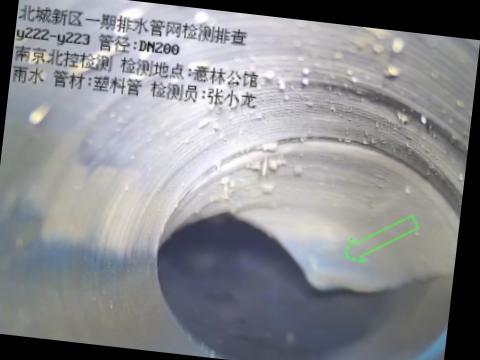 北城新区一期排水管网检测排查
y222-y223 管径:DN200
南京北控检测 检测地点:意林公馆
雨水 管材:塑料管 检测员:张小龙